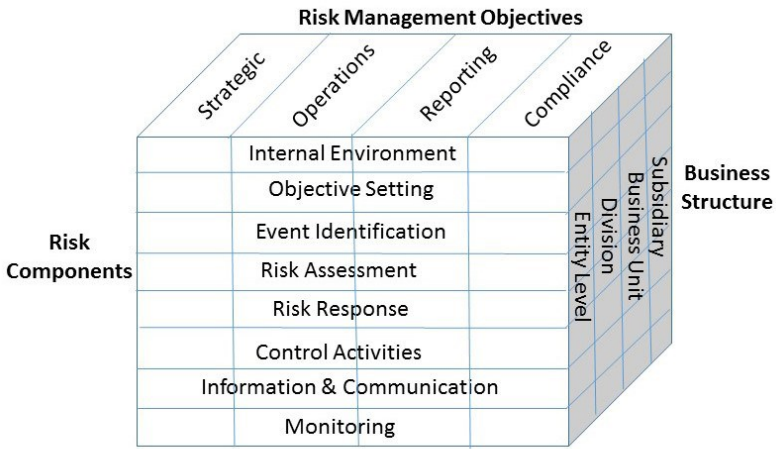 Risk Management Objectives
Strategic
Operations
Reporting
Compliance
Internal Environment
Objective Setting
Event Identification
Risk Assessment
Risk Response
Control Activities
Information & Communication
Monitoring
Risk
Components
Entity Level
Division
Business Unit
Subsidiary
Business
Structure